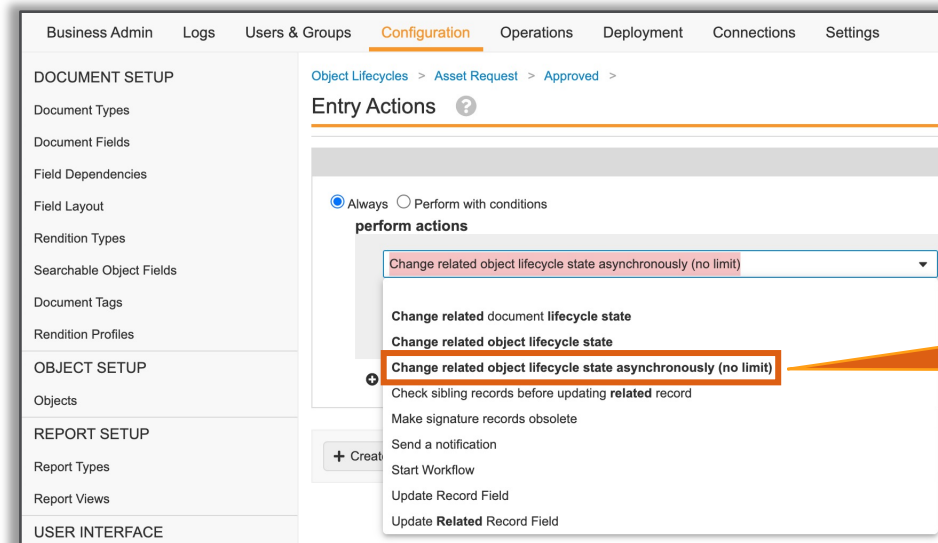 Business Admin Logs Users & Groups Configuration Operations Deployment Connections Settings
DOCUMENT SETUP
Document Types
Document Fields
Field Dependencies
Field Layout
Rendition Types
Searchable Object Fields
Document Tags
Rendition Profiles
OBJECT SETUP
Objects
REPORT SETUP
Report Types
Report Views
USER INTERFACE
Object Lifecycles > Asset Request > Approved >
Entry Actions ?
Always Perform with conditions
perform actions
Change related object lifecycle state asynchronously (no limit)
Change related document lifecycle state
Change related object lifecycle state
Change related object lifecycle state asynchronously (no limit)
Check sibling records before updating related record
Make signature records obsolete
Send a notification
Start Workflow
Update Record Field
Update Related Record Field
+ Creat